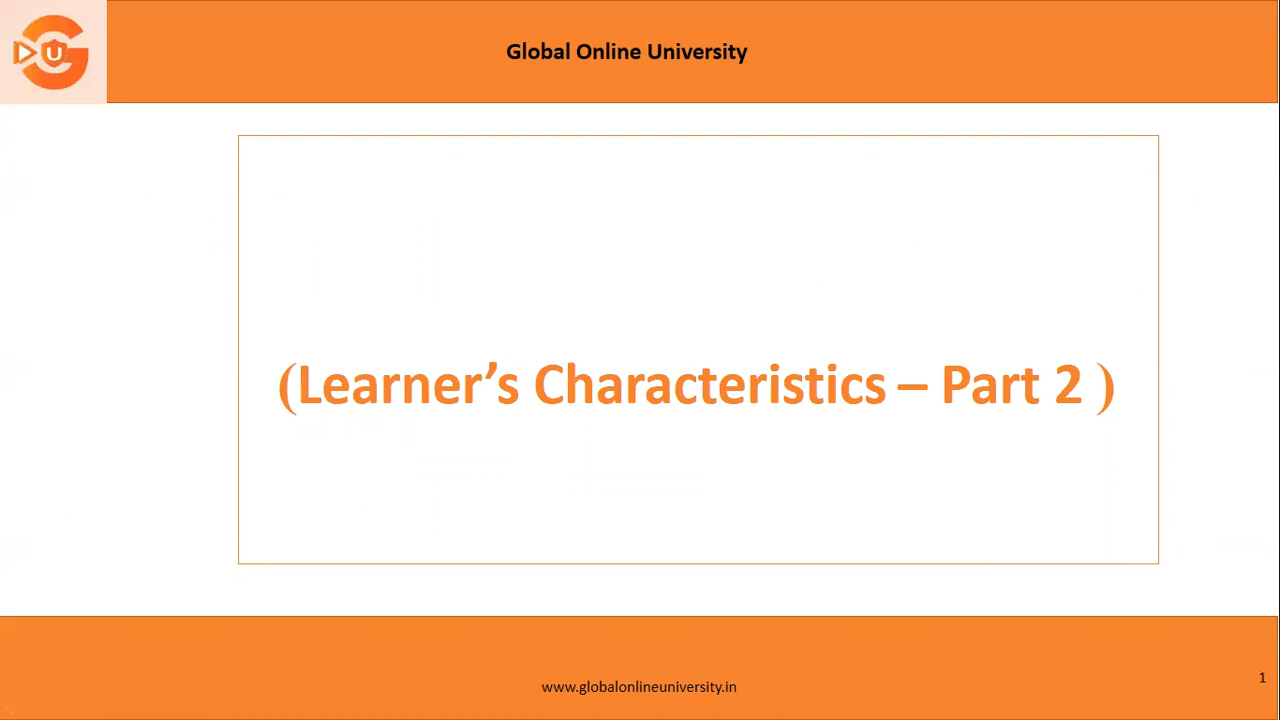 U
Global Online University
(Learner’s Characteristics – Part 2 )
www.globalonlineuniversity.in
1